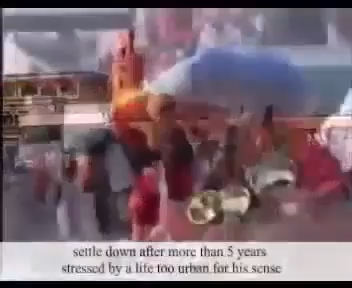 settle down after more than 5 years
stressed by a life too urban for his sense